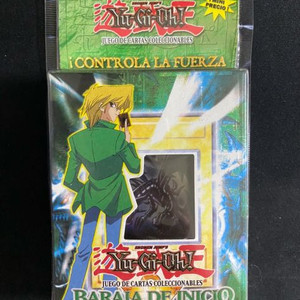 Yu-Gi-Oh!
JUEGO DE CARTAS COLECCIONABLES
¡CONTROLA LA FUERZA
Yu-Gi-Oh!
JUEGO DE CARTAS COLECCIONABLES
BARAJA DE INICIO